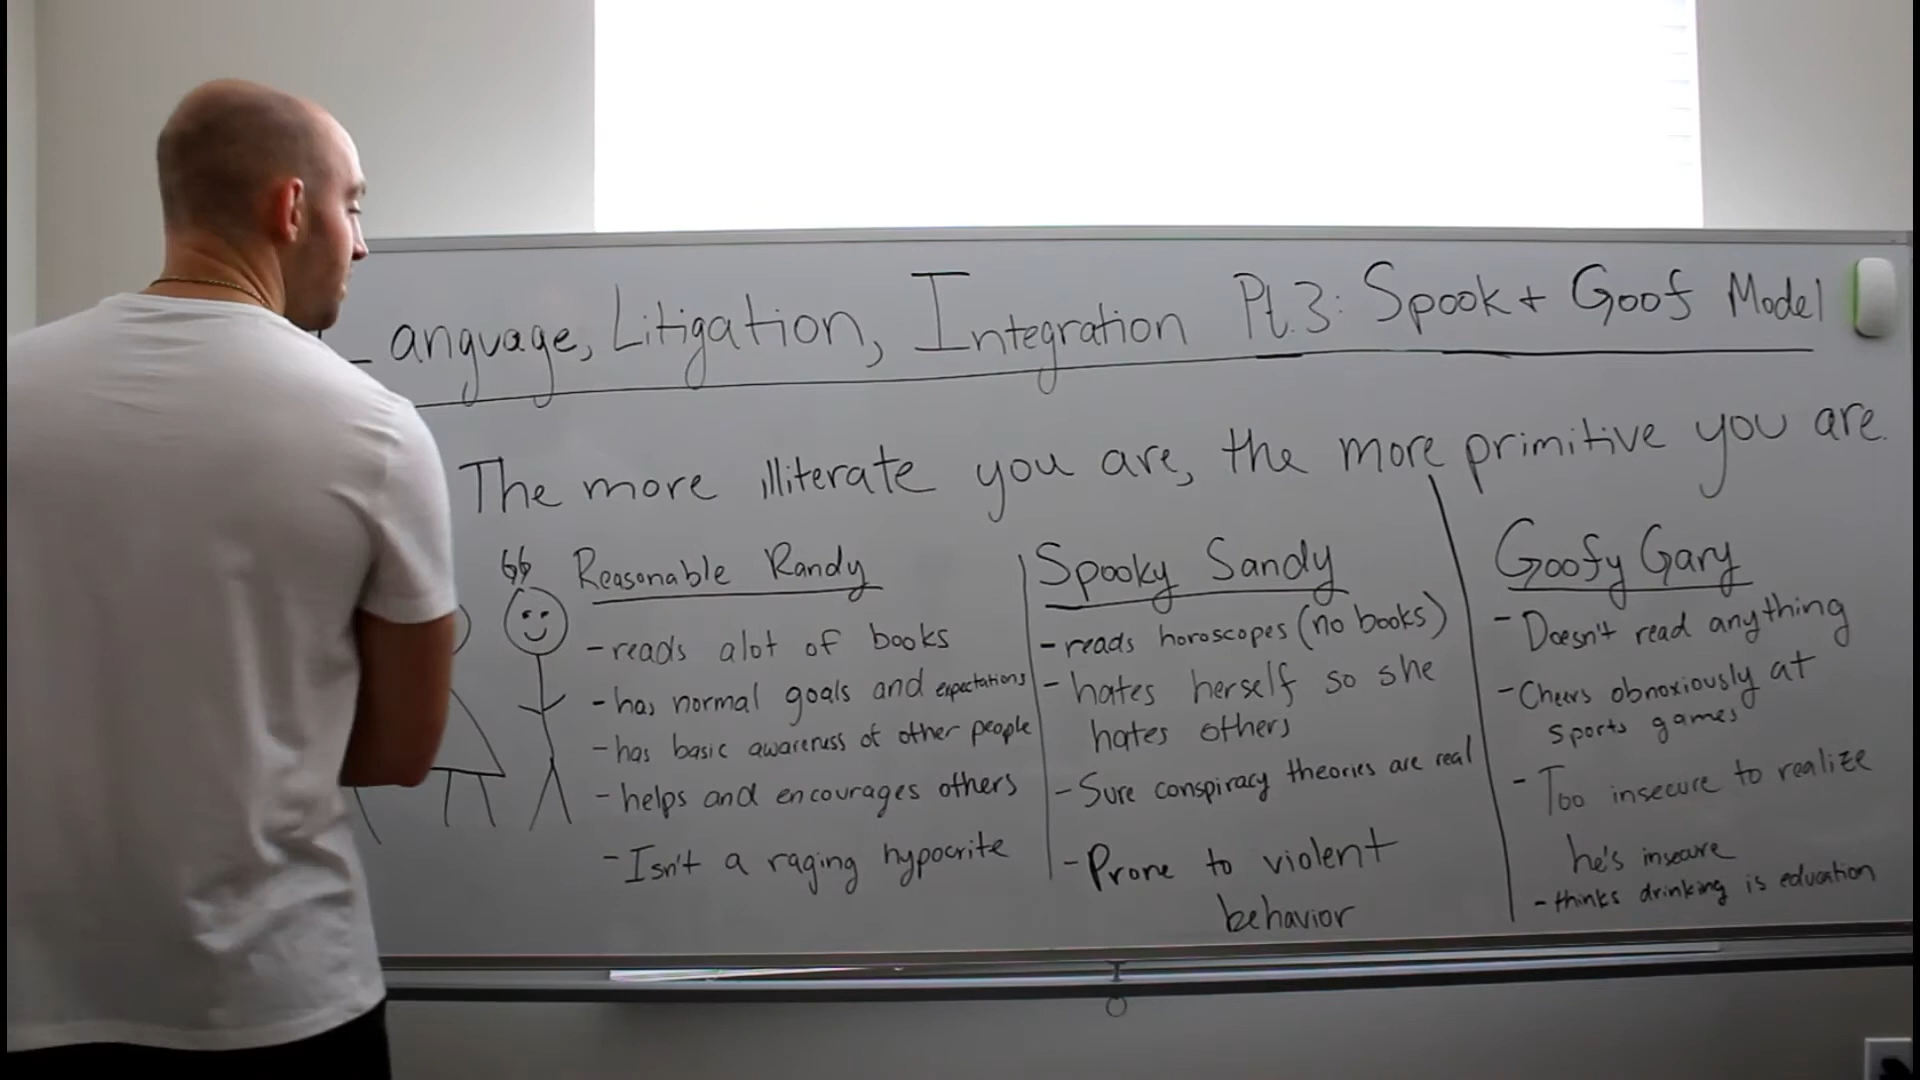 Language, Litigation, Integration Pt.3: Spook + Goof Model
The more illiterate you are, the more primitive you are.
Reasonable Randy
- reads alot of books
- has normal goals and expectations
- has basic awareness of other people
- helps and encourages others
- Isn't a raging hypocrite
Spooky Sandy
- reads horoscopes (no books)
- hates herself so she
hates others
- Sure conspiracy theories are real
- Prone to violent
behavior
Goofy Gary
- Doesn't read anything
- Cheers obnoxiously at
sports games
- Too insecure to realize
he's insecure
- thinks drinking is education